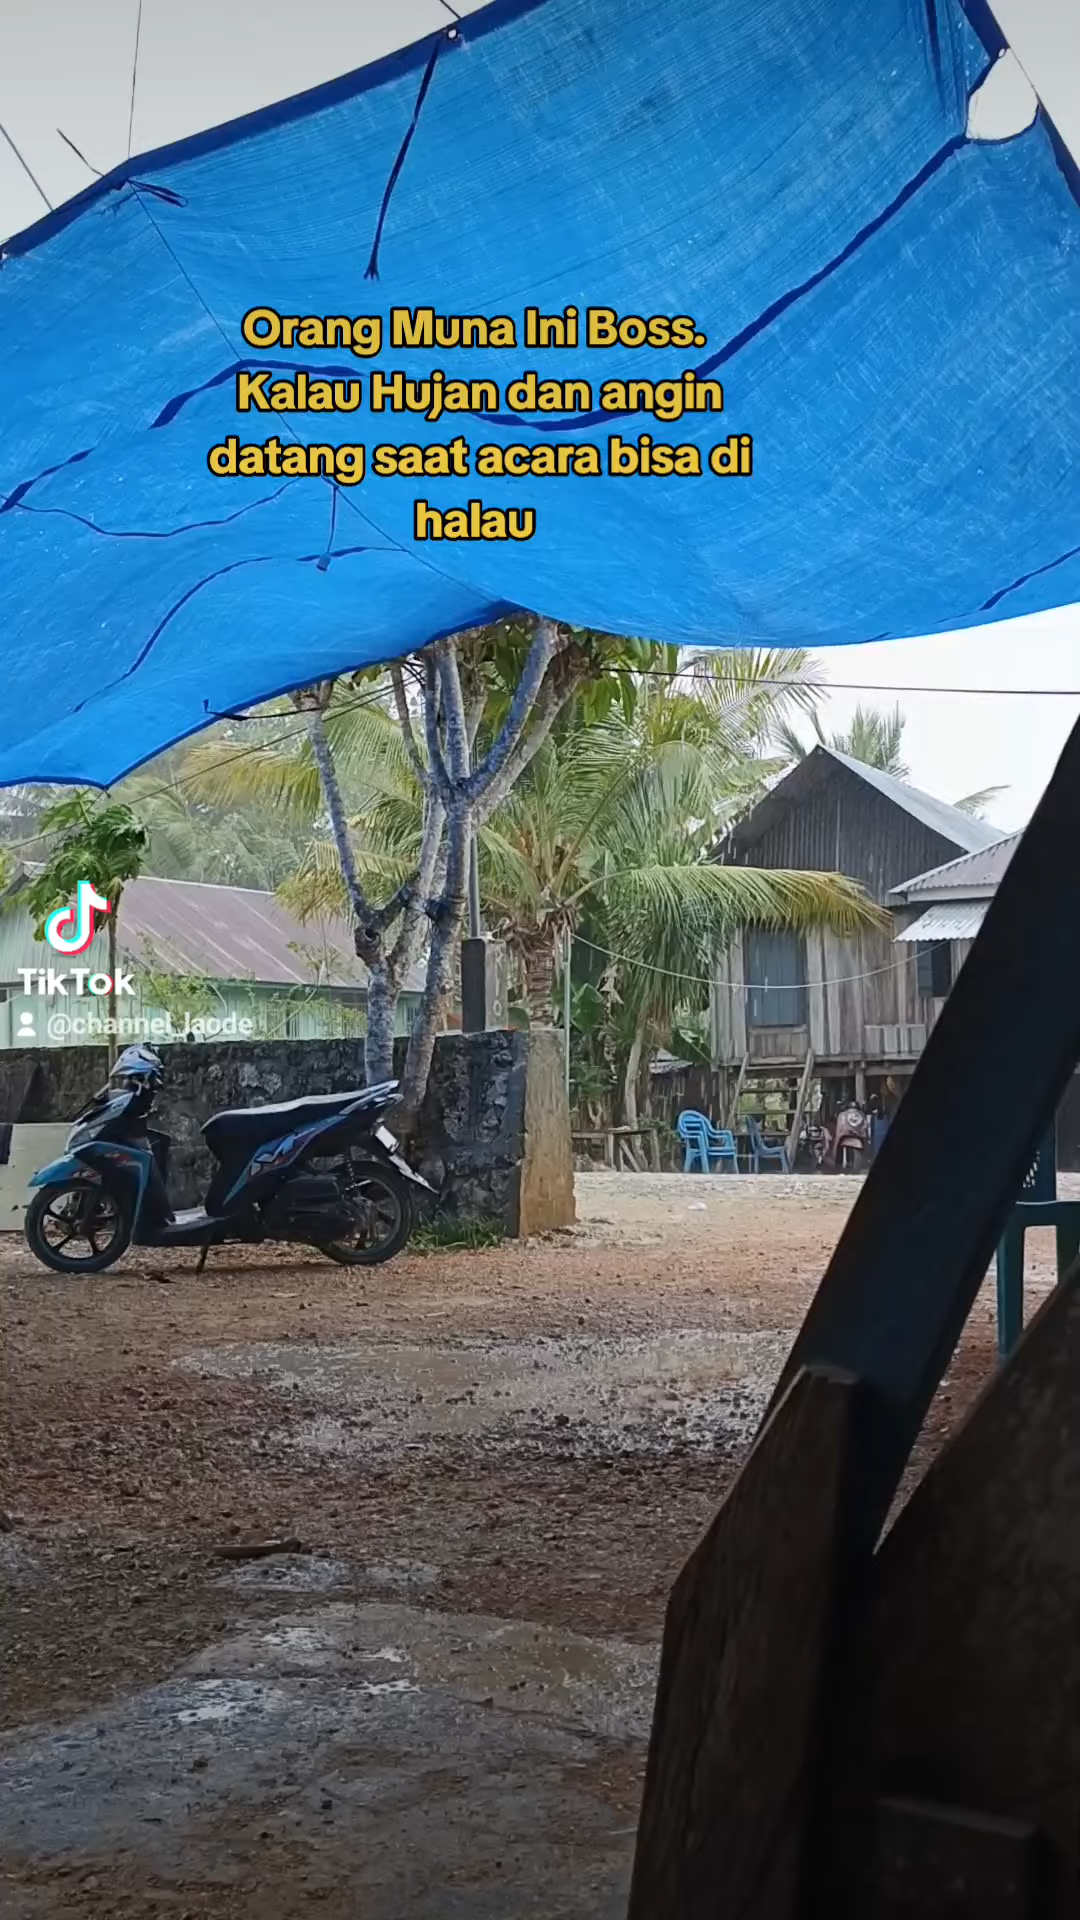 Orang Muna Ini Boss.
Kalau Hujan dan angin
datang saat acara bisa di
halau
TikTok
@channel_laode